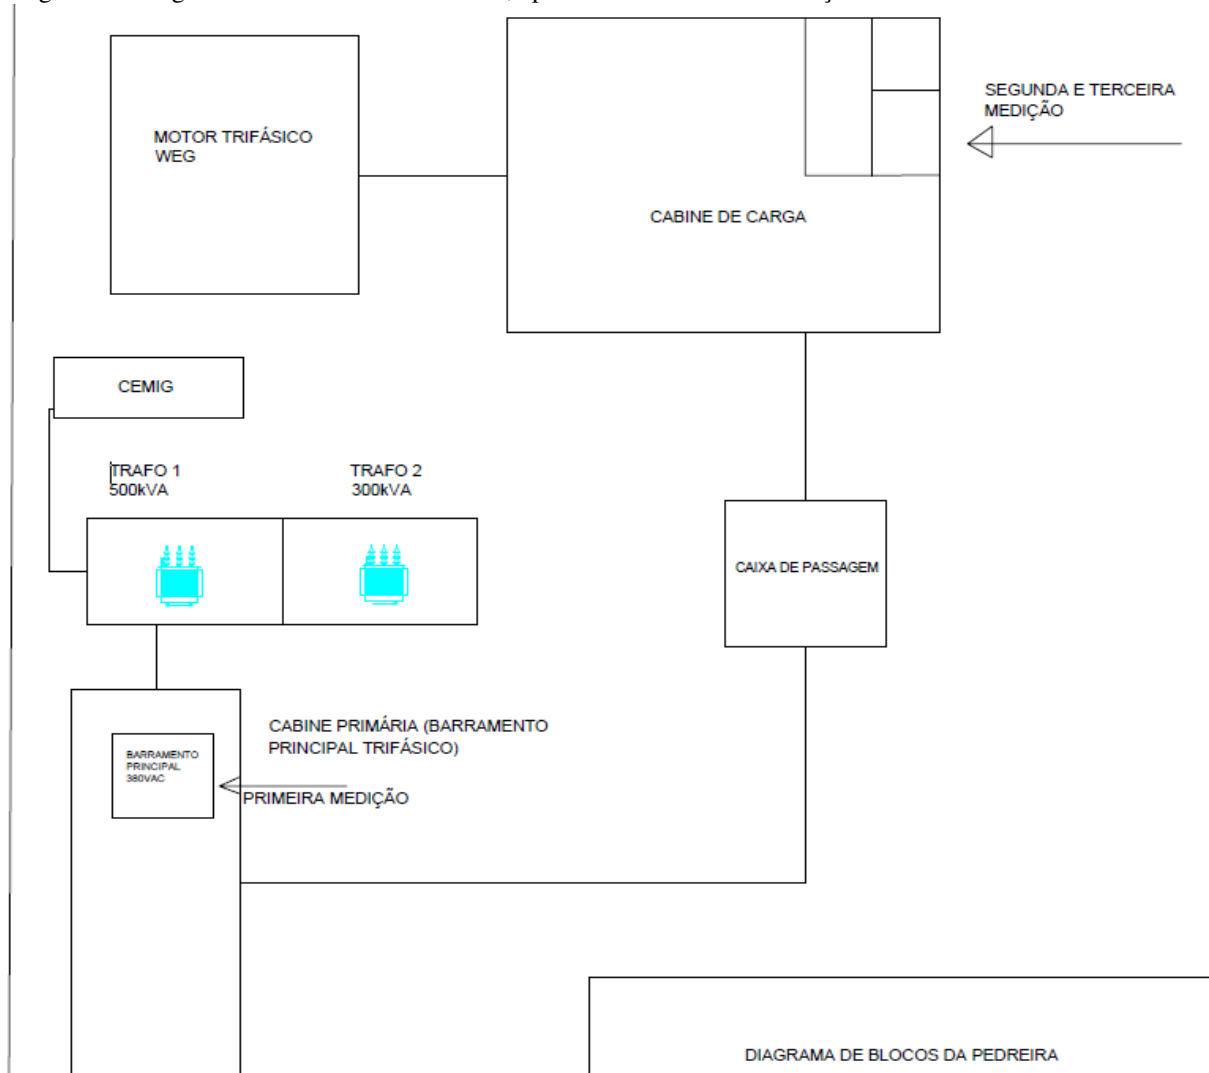 MOTOR TRIFÁSICO
WEG
SEGUNDA E TERCEIRA
MEDIÇÃO
CABINE DE CARGA
CEMIG
TRAFO 1
500kVA
TRAFO 2
300kVA
CAIXA DE PASSAGEM
CABINE PRIMÁRIA (BARRAMENTO
PRINCIPAL TRIFÁSICO)
BARRAMENTO
PRINCIPAL
380VAC
PRIMEIRA MEDIÇÃO
DIAGRAMA DE BLOCOS DA PEDREIRA